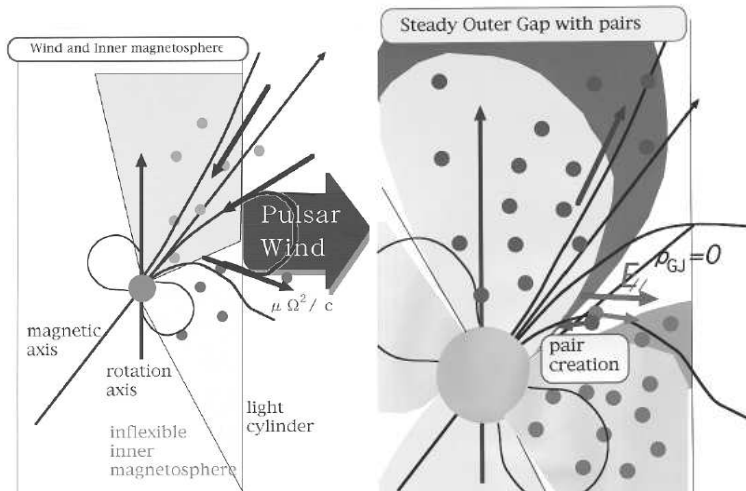 Wind and Inner magnetosphere
Pulsar
Wind
μ Ω²/ c
magnetic
axis
rotation
axis
light
cylinder
inflexible
inner
magnetosphere
Steady Outer Gap with pairs
ρGJ=0
E//
pair
creation